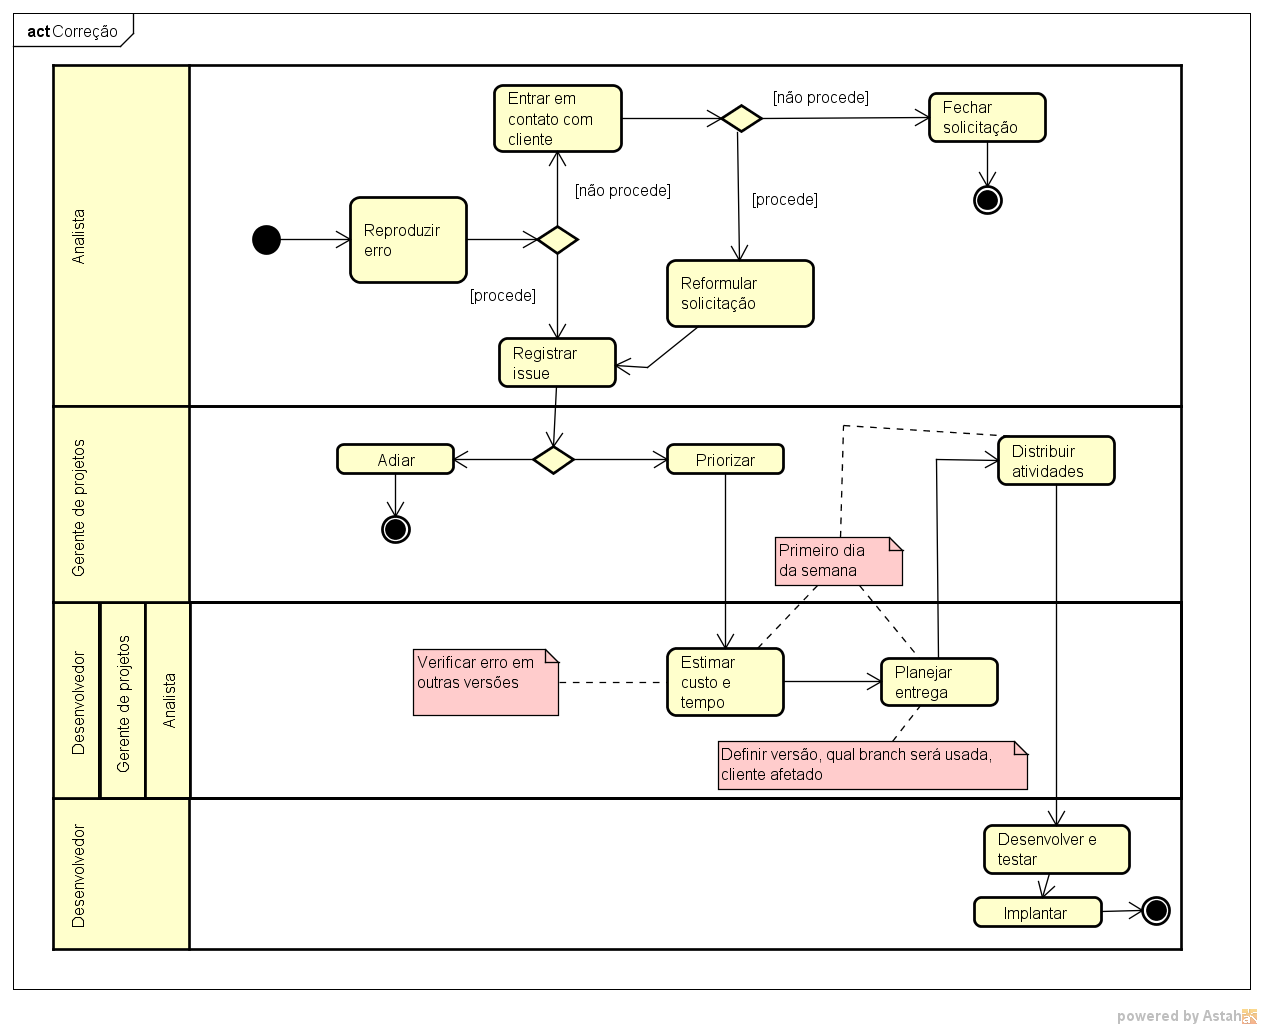 act Correção
Entrar em
contato com
cliente
[não procede]
Fechar
solicitação
[não procede]
[procede]
Analista
Reproduzir
erro
[procede]
Reformular
solicitação
Registrar
issue
Gerente de projetos
Adiar
Priorizar
Distribuir
atividades
Primeiro dia
da semana
Desenvolvedor
Gerente de projetos
Analista
Verificar erro em
outras versões
Estimar
custo e
tempo
Planejar
entrega
Definir versão, qual branch será usada,
cliente afetado
Desenvolvedor
Desenvolver e
testar
Implantar
powered by Astah